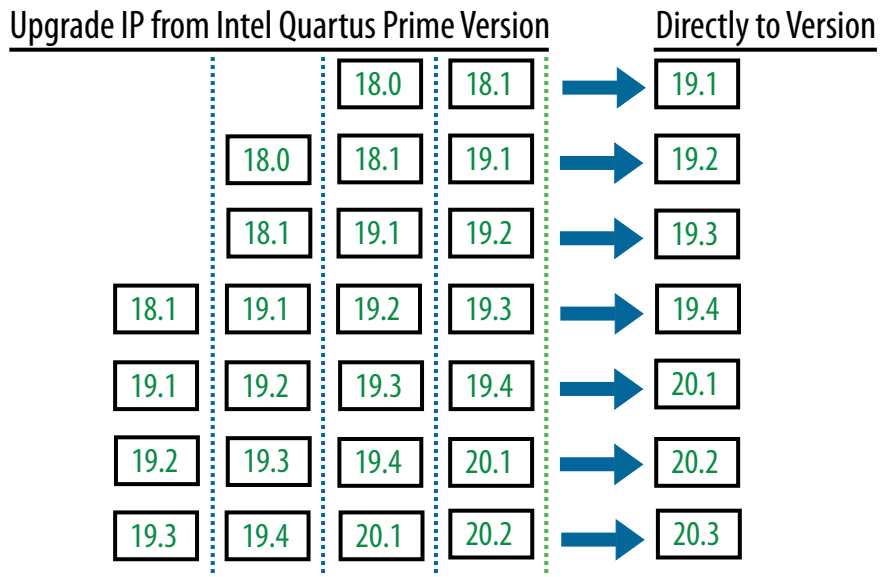 Upgrade IP from Intel Quartus Prime Version Directly to Version
18.0 18.1 19.1
18.0 18.1 19.1 19.2
18.1 19.1 19.2 19.3
18.1 19.1 19.2 19.3 19.4
19.1 19.2 19.3 19.4 20.1
19.2 19.3 19.4 20.1 20.2
19.3 19.4 20.1 20.2 20.3